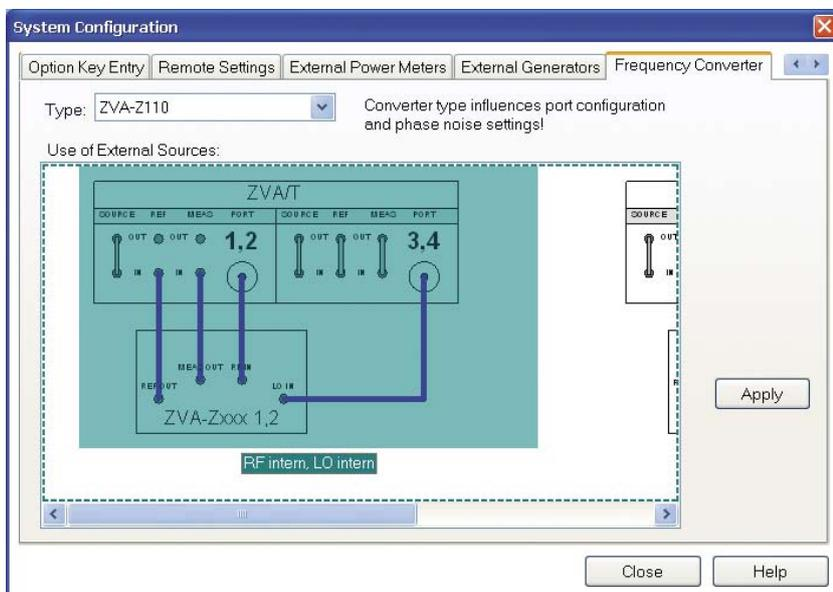 System Configuration
Option Key Entry
Remote Settings
External Power Meters
External Generators
Frequency Converter
Type: ZVA-Z110
Converter type influences port configuration
and phase noise settings!
Use of External Sources:
ZVA/T
SOURCE REF MEAS PORT SOURCE REF MEAS PORT
OUT OUT 1,2 OUT OUT 3,4
IN IN IN IN
MEAS OUT RF IN
REF OUT LO IN
ZVA-Zxxx 1,2
RF intern, LO intern
SOURCE
OUT
IN
R
Apply
Close
Help